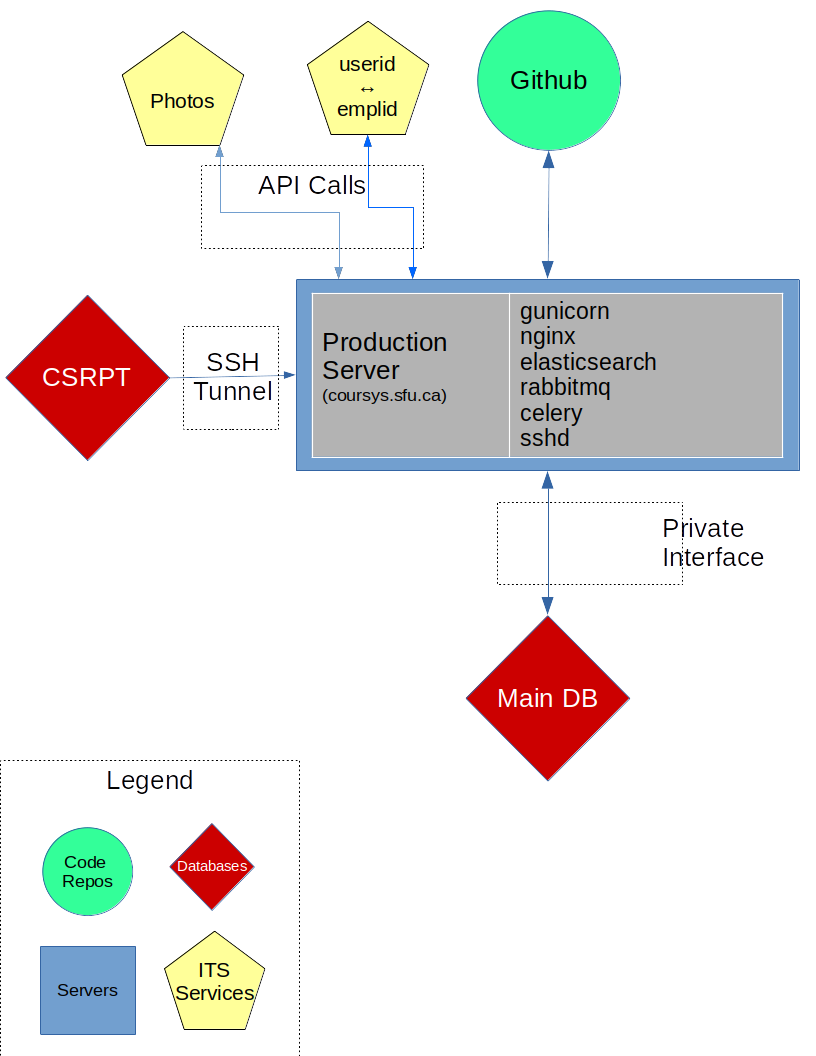 Photos
userid
↔
emplid
Github
API Calls
CSRPT
SSH
Tunnel
Production
Server
(coursys.sfu.ca)
gunicorn
nginx
elasticsearch
rabbitmq
celery
sshd
Private
Interface
Main DB
Legend
Code
Repos
Databases
Servers
ITS
Services